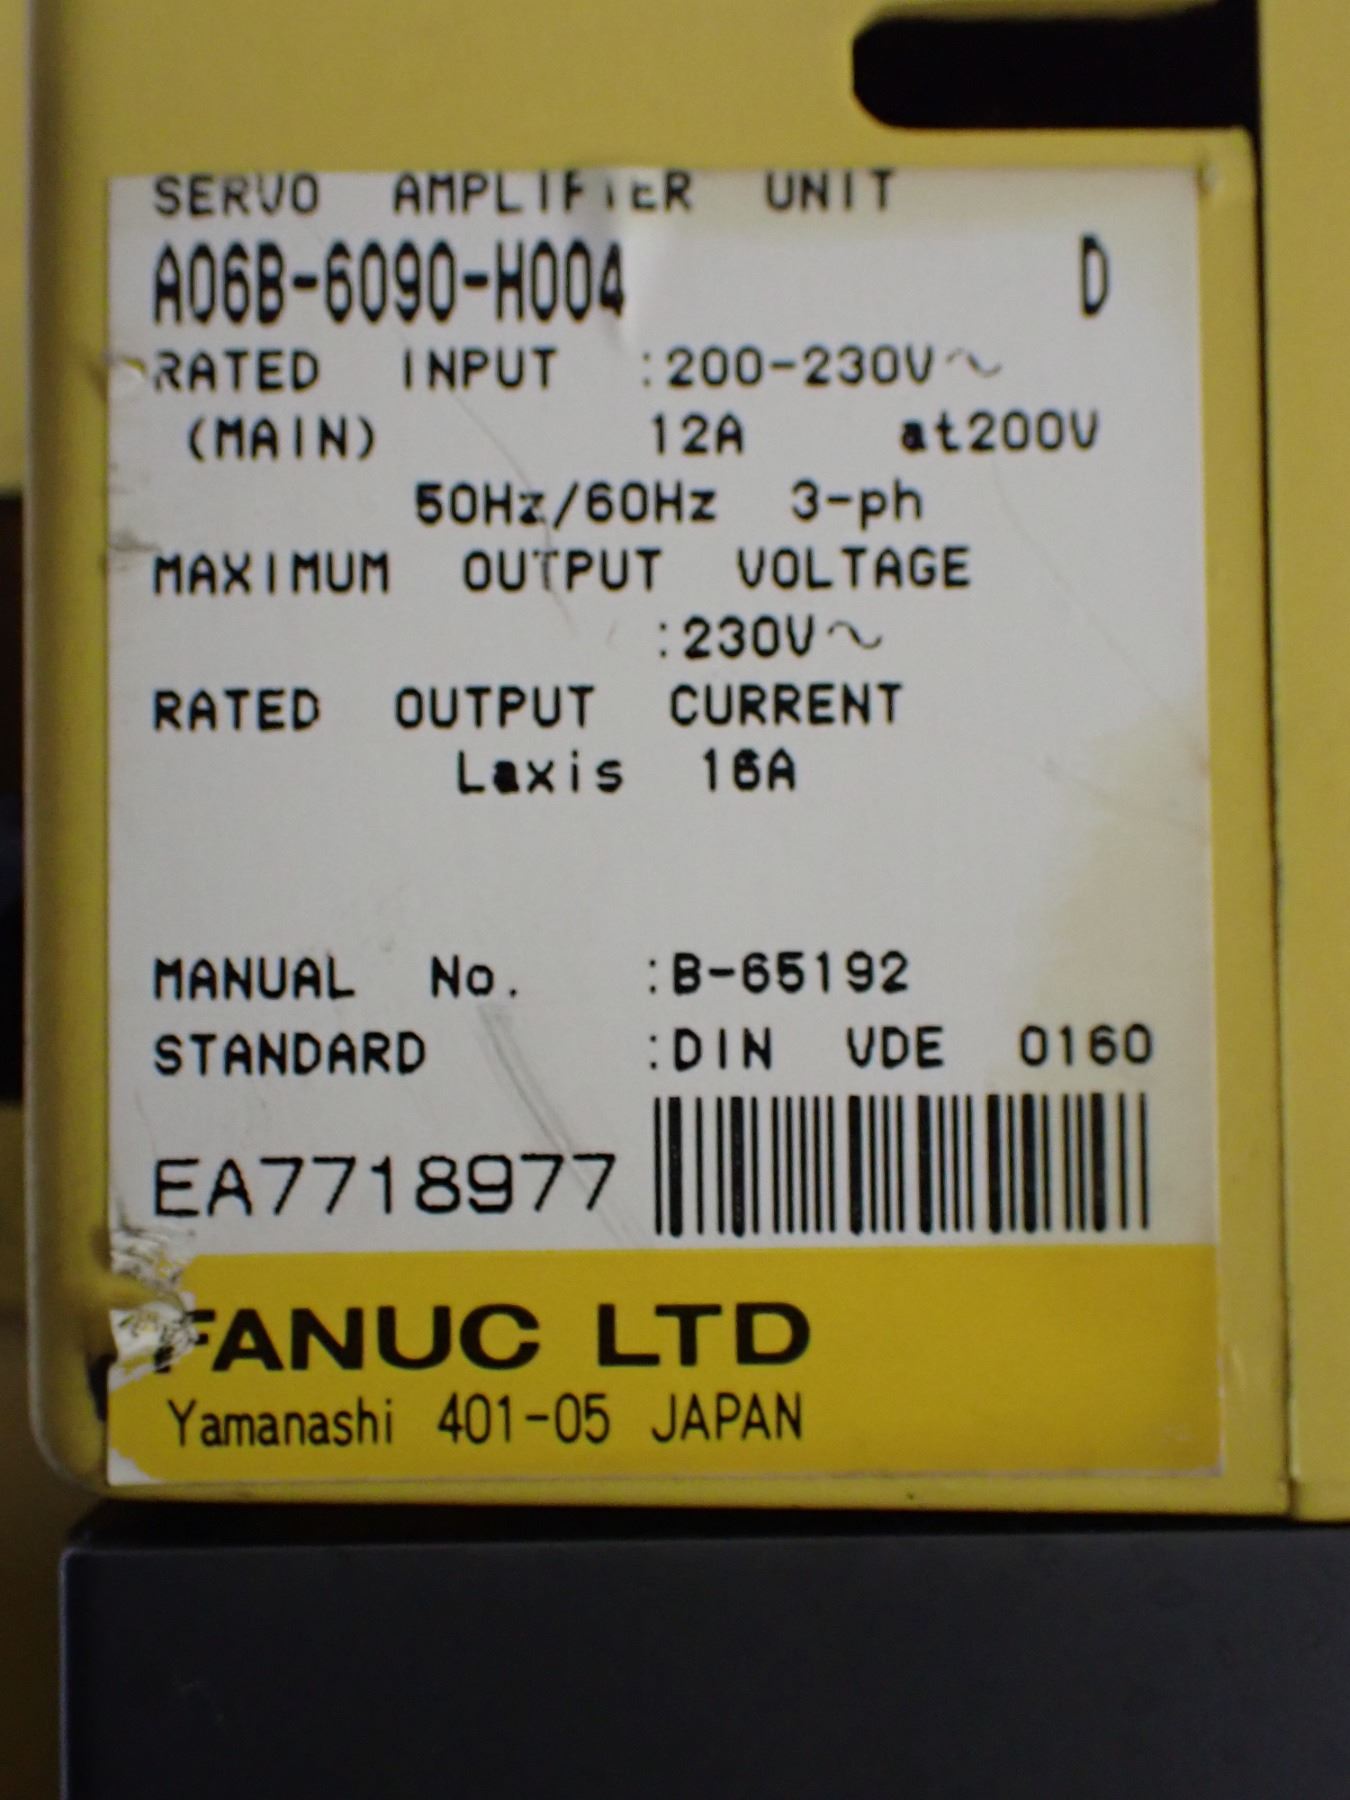 SERVO AMPLIFIER UNIT
A06B-6090-H004 D
RATED INPUT :200-230V~
(MAIN) 12A at200V
50Hz/60Hz 3-ph
MAXIMUM OUTPUT VOLTAGE
:230V~
RATED OUTPUT CURRENT
Laxis 16A
MANUAL No. :B-65192
STANDARD :DIN VDE 0160
EA7718977
FANUC LTD
Yamanashi 401-05 JAPAN